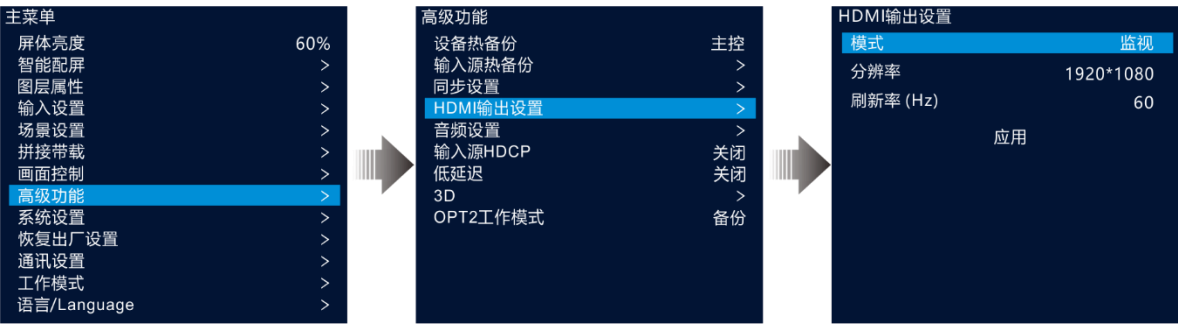 主菜单
屏体亮度 60%
智能配屏 >
图层属性 >
输入设置 >
场景设置 >
拼接带载 >
画面控制 >
高级功能 >
系统设置 >
恢复出厂设置 >
通讯设置 >
工作模式 >
语言/Language >
高级功能
设备热备份 主控
输入源热备份 >
同步设置 >
HDMI输出设置 >
音频设置 >
输入源HDCP 关闭
低延迟 关闭
3D >
OPT2工作模式 备份
HDMI输出设置
模式 监视
分辨率 1920*1080
刷新率 (Hz) 60
应用